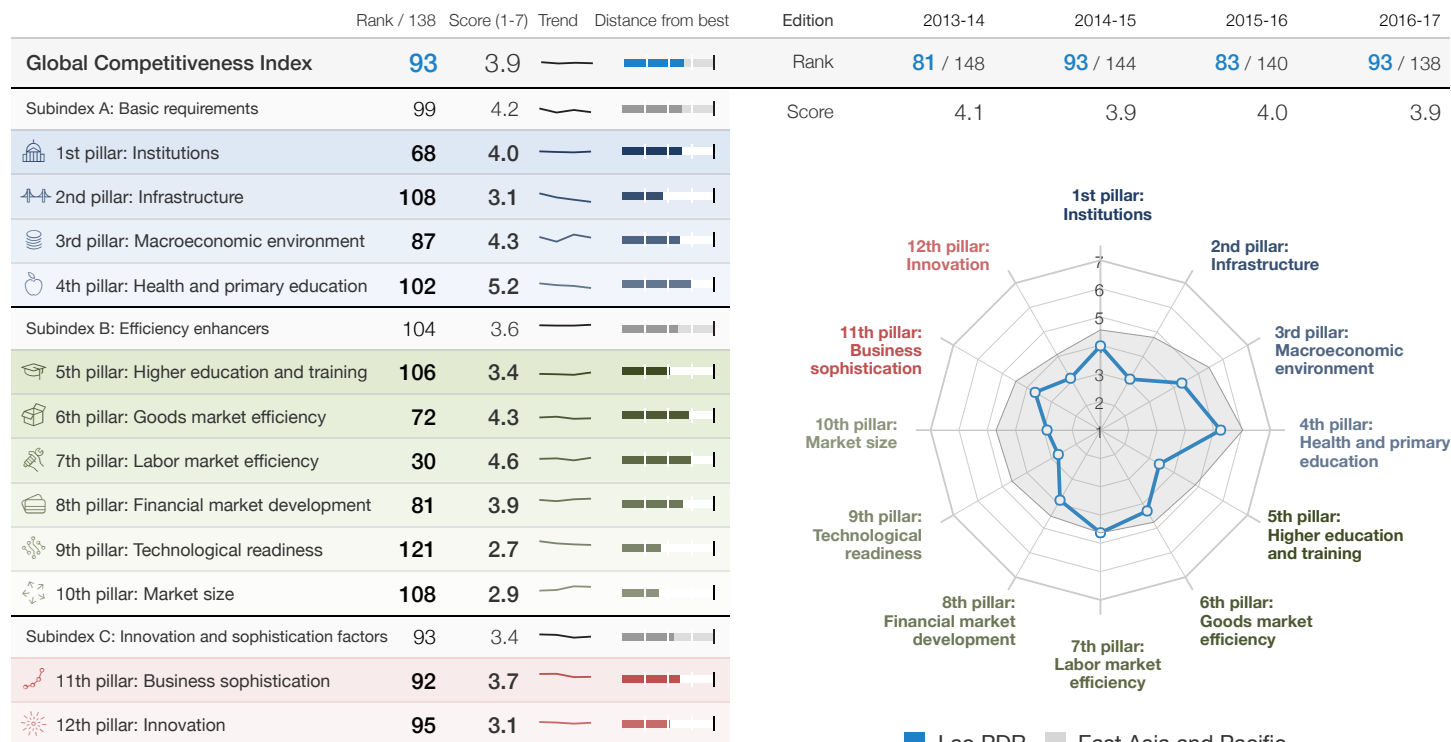 Rank / 138 Score (1-7) Trend Distance from best
Global Competitiveness Index 93 3.9
Subindex A: Basic requirements 99 4.2
1st pillar: Institutions 68 4.0
2nd pillar: Infrastructure 108 3.1
3rd pillar: Macroeconomic environment 87 4.3
4th pillar: Health and primary education 102 5.2
Subindex B: Efficiency enhancers 104 3.6
5th pillar: Higher education and training 106 3.4
6th pillar: Goods market efficiency 72 4.3
7th pillar: Labor market efficiency 30 4.6
8th pillar: Financial market development 81 3.9
9th pillar: Technological readiness 121 2.7
10th pillar: Market size 108 2.9
Subindex C: Innovation and sophistication factors 93 3.4
11th pillar: Business sophistication 92 3.7
12th pillar: Innovation 95 3.1
Edition 2013-14 2014-15 2015-16 2016-17
Rank 81 / 148 93 / 144 83 / 140 93 / 138
Score 4.1 3.9 4.0 3.9
1st pillar:
Institutions
2nd pillar:
Infrastructure
3rd pillar:
Macroeconomic
environment
4th pillar:
Health and primary
education
5th pillar:
Higher education
and training
6th pillar:
Goods market
efficiency
7th pillar:
Labor market
efficiency
8th pillar:
Financial market
development
9th pillar:
Technological
readiness
10th pillar:
Market size
11th pillar:
Business
sophistication
12th pillar:
Innovation
7
6
5
3
2
1
Lao PDR East Asia and Pacific